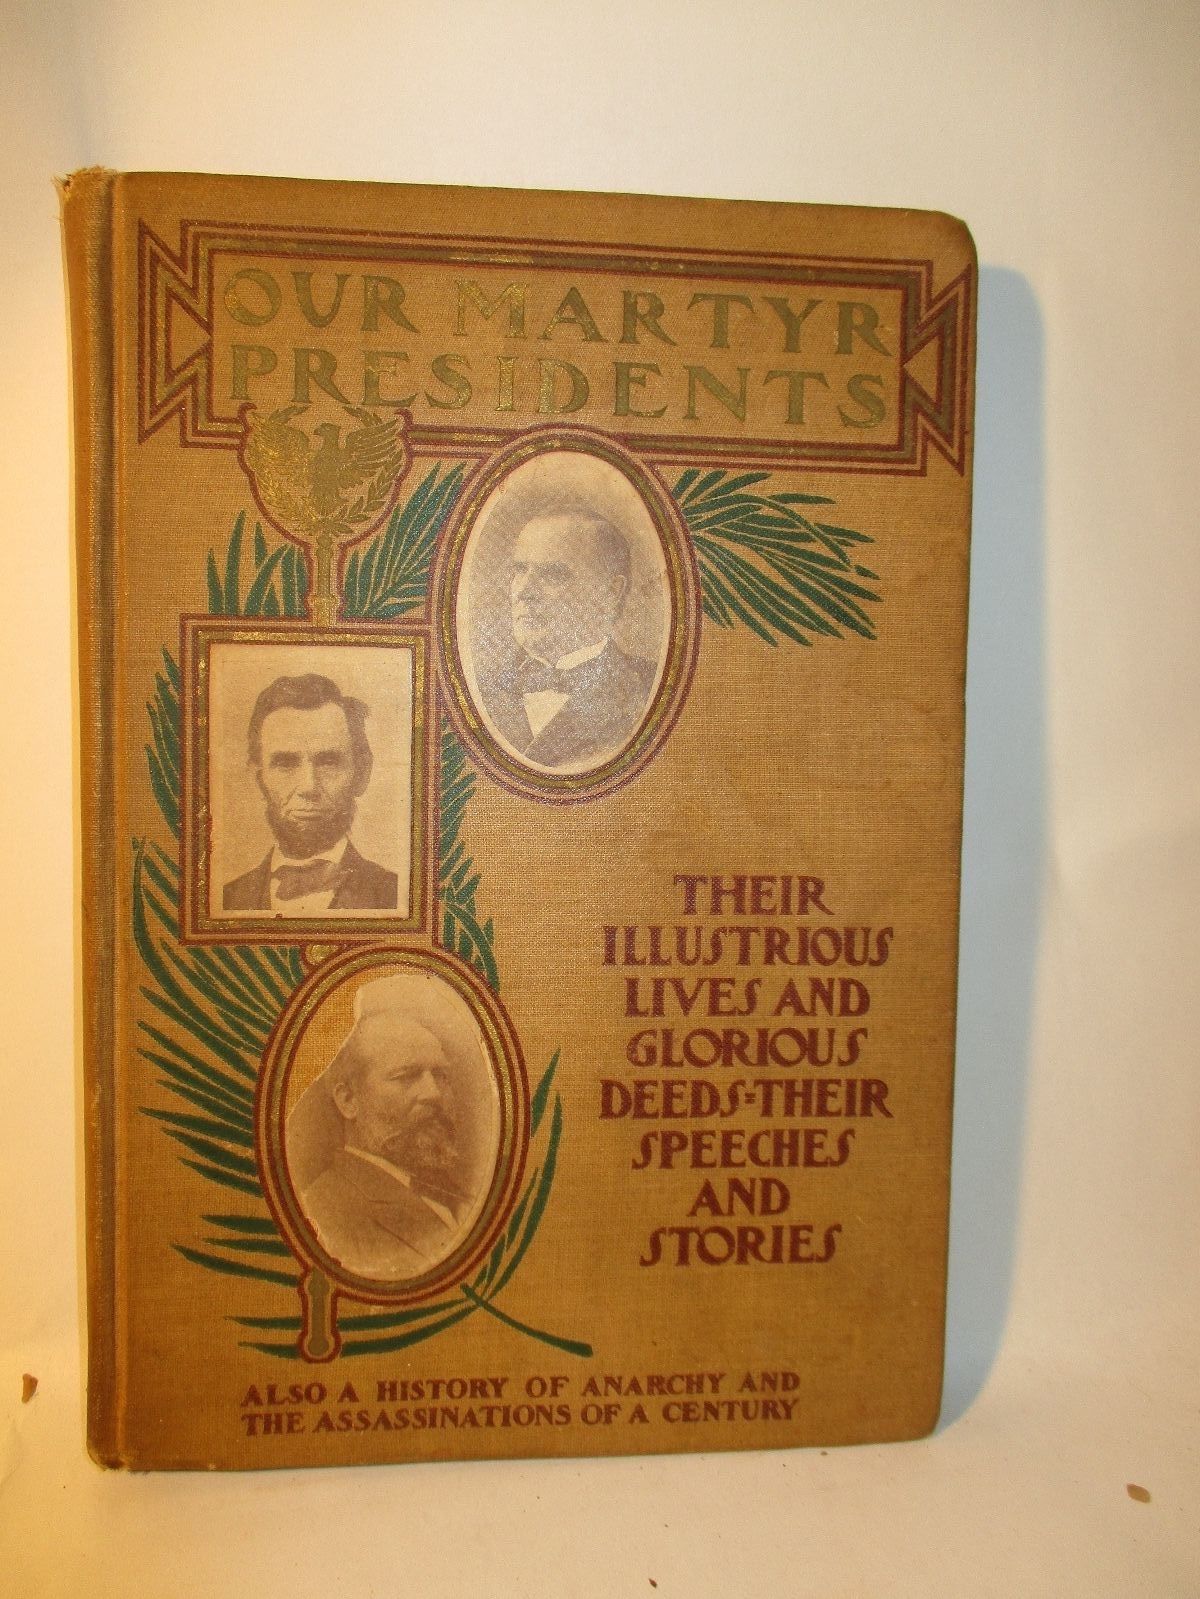 OUR MARTYR
PRESIDENTS
THEIR
ILLUSTRIOUS
LIVES AND
GLORIOUS
DEEDS=THEIR
SPEECHES
AND
STORIES
ALSO A HISTORY OF ANARCHY AND
THE ASSASSINATIONS OF A CENTURY